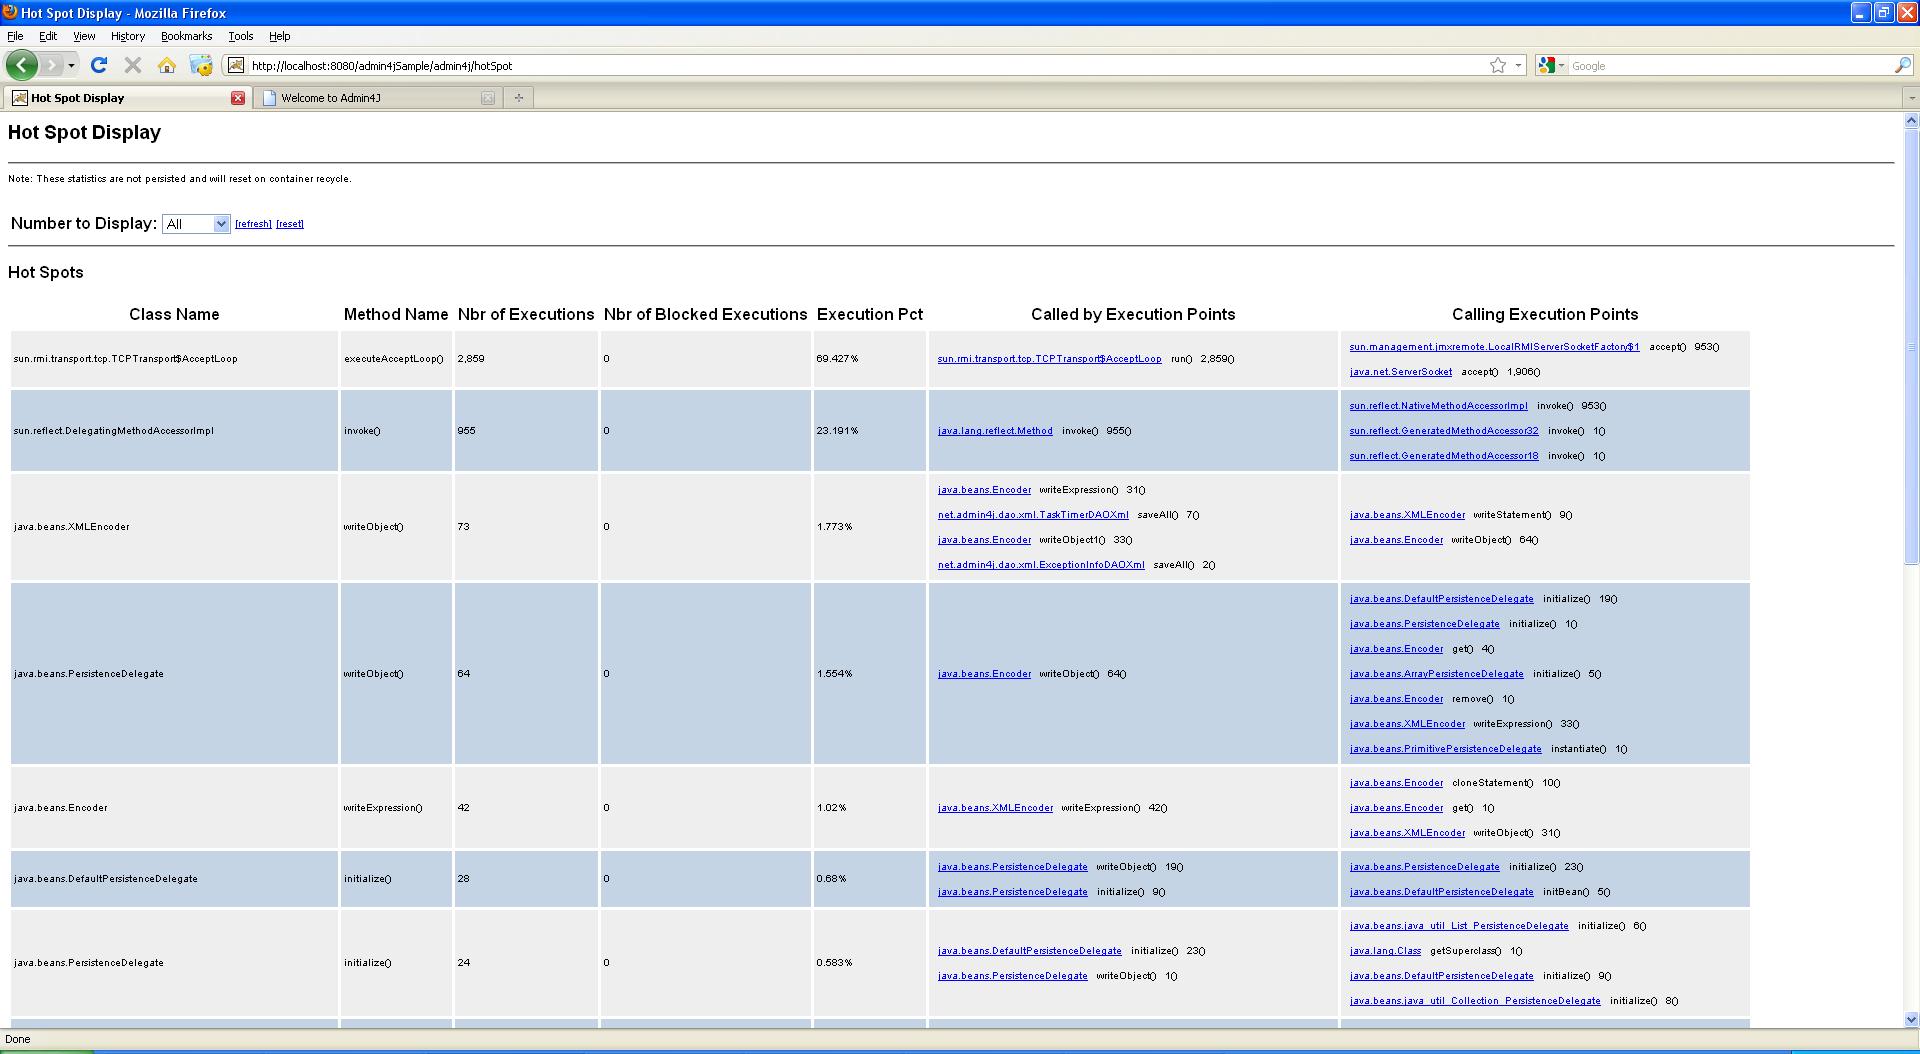 Hot Spot Display - Mozilla Firefox
File Edit View History Bookmarks Tools Help
http://localhost:8080/admin4jSample/admin4j/hotSpot
Google
Hot Spot Display
Welcome to Admin4J
Hot Spot Display
Note: These statistics are not persisted and will reset on container recycle.
Number to Display: All [refresh] [reset]
Hot Spots
Class Name Method Name Nbr of Executions Nbr of Blocked Executions Execution Pct Called by Execution Points Calling Execution Points
sun.rmi.transport.tcp.TCPTransport$AcceptLoop executeAcceptLoop() 2,859 0 69.427% sun.rmi.transport.tcp.TCPTransport$AcceptLoop run() 2,859()
sun.management.jmxremote.LocalRMIServerSocketFactory$1 accept() 953()
java.net.ServerSocket accept() 1,906()
sun.reflect.DelegatingMethodAccessorImpl invoke() 955 0 23.191% java.lang.reflect.Method invoke() 955()
sun.reflect.NativeMethodAccessorImpl invoke() 953()
sun.reflect.GeneratedMethodAccessor32 invoke() 1()
sun.reflect.GeneratedMethodAccessor18 invoke() 1()
java.beans.XMLEncoder writeObject() 73 0 1.773%
java.beans.Encoder writeExpression() 31()
net.admin4j.dao.xml.TaskTimerDAOXml saveAll() 7()
java.beans.Encoder writeObject1() 33()
net.admin4j.dao.xml.ExceptionInfoDAOXml saveAll() 2()
java.beans.XMLEncoder writeStatement() 9()
java.beans.Encoder writeObject() 64()
java.beans.PersistenceDelegate writeObject() 64 0 1.554% java.beans.Encoder writeObject() 64()
java.beans.DefaultPersistenceDelegate initialize() 19()
java.beans.PersistenceDelegate initialize() 1()
java.beans.Encoder get() 4()
java.beans.ArrayPersistenceDelegate initialize() 5()
java.beans.Encoder remove() 1()
java.beans.XMLEncoder writeExpression() 33()
java.beans.PrimitivePersistenceDelegate instantiate() 1()
java.beans.Encoder writeExpression() 42 0 1.02% java.beans.XMLEncoder writeExpression() 42()
java.beans.Encoder cloneStatement() 10()
java.beans.Encoder get() 1()
java.beans.XMLEncoder writeObject() 31()
java.beans.DefaultPersistenceDelegate initialize() 28 0 0.68%
java.beans.PersistenceDelegate writeObject() 19()
java.beans.PersistenceDelegate initialize() 9()
java.beans.PersistenceDelegate initialize() 23()
java.beans.DefaultPersistenceDelegate initBean() 5()
java.beans.PersistenceDelegate initialize() 24 0 0.583%
java.beans.DefaultPersistenceDelegate initialize() 23()
java.beans.PersistenceDelegate writeObject() 1()
java.beans.java_util_List_PersistenceDelegate initialize() 6()
java.lang.Class getSuperclass() 1()
java.beans.DefaultPersistenceDelegate initialize() 9()
java.beans.java_util_Collection_PersistenceDelegate initialize() 8()
Done